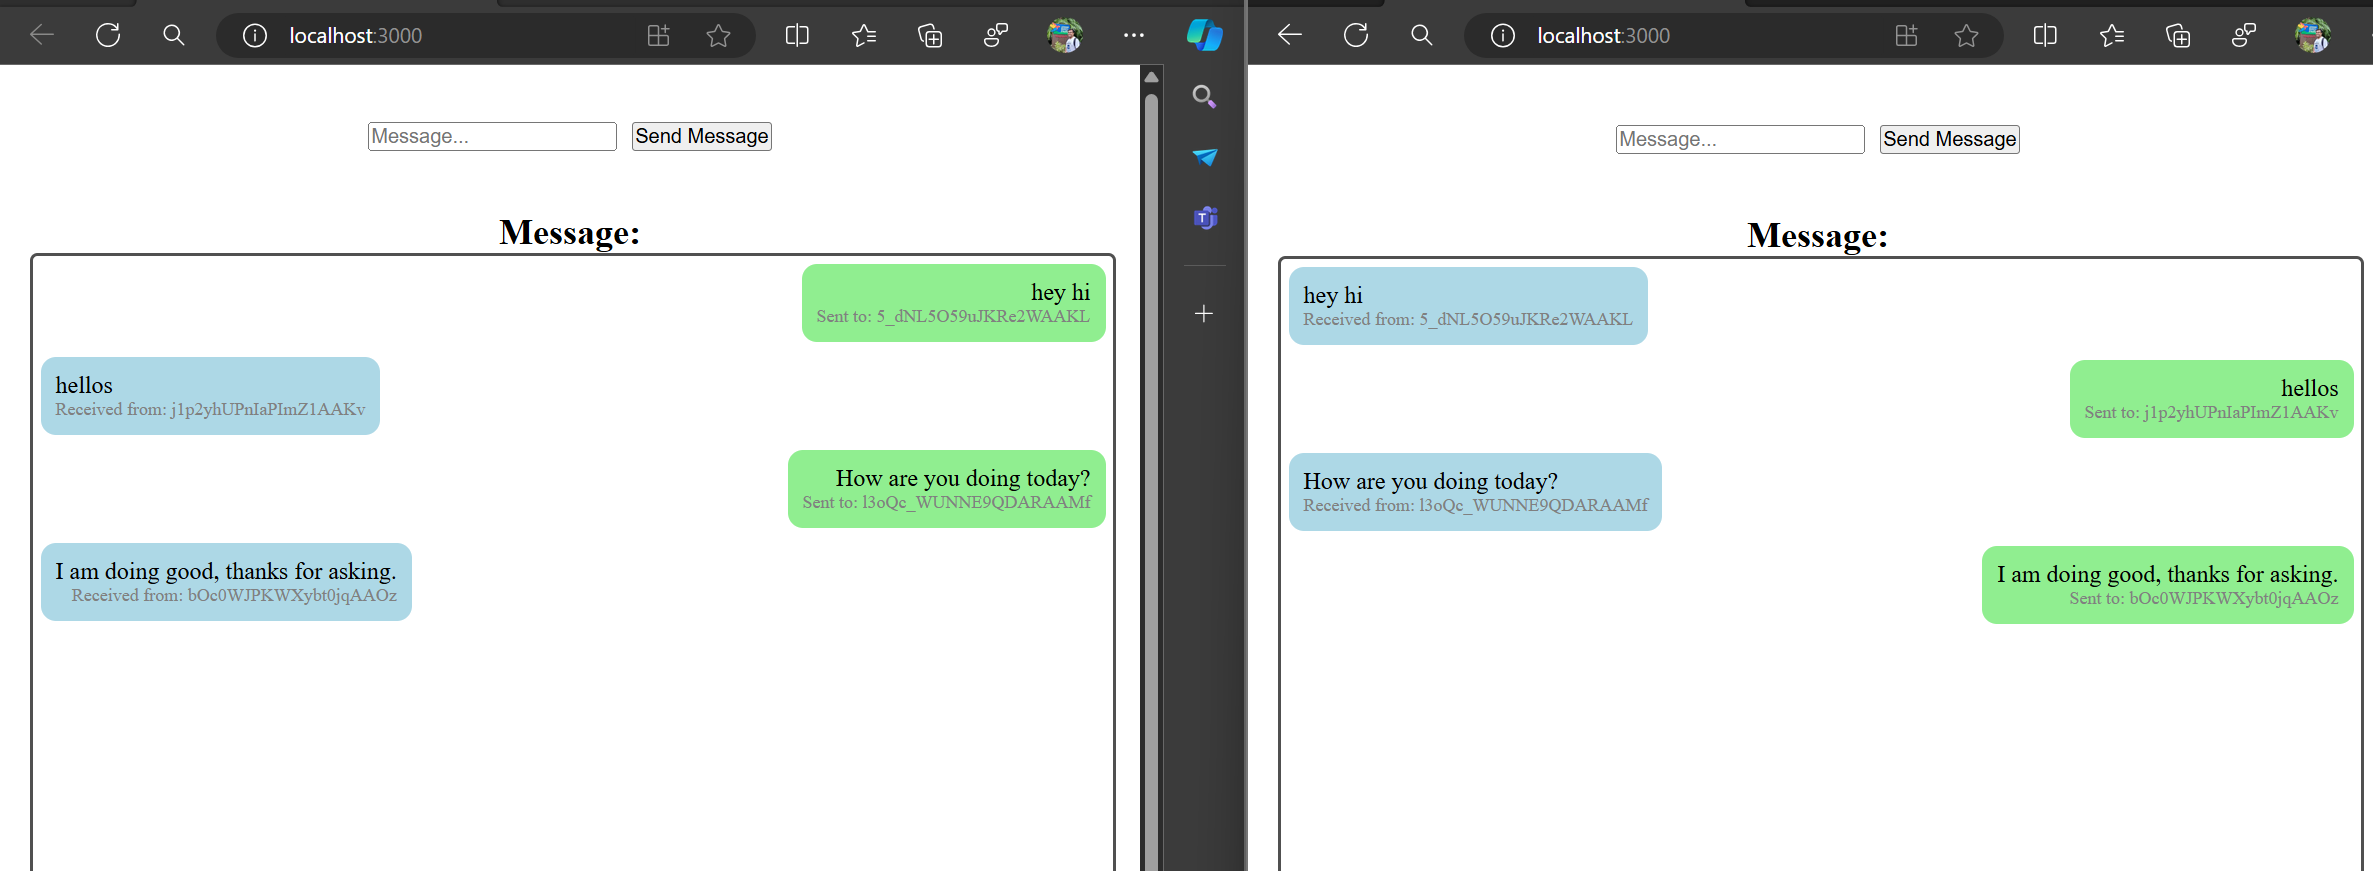 localhost:3000
Message...
Send Message
Message:
hey hi
Sent to: 5_dNL5O59uJKRe2WAAKL
hellos
Received from: j1p2yhUPnIaPImZ1AAKv
How are you doing today?
Sent to: l3oQc_WUNNE9QDARAAMf
I am doing good, thanks for asking.
Received from: bOc0WJPKWXybt0jqAAOz
T
localhost:3000
Message...
Send Message
Message:
hey hi
Received from: 5_dNL5O59uJKRe2WAAKL
hellos
Sent to: j1p2yhUPnIaPImZ1AAKv
How are you doing today?
Received from: l3oQc_WUNNE9QDARAAMf
I am doing good, thanks for asking.
Sent to: bOc0WJPKWXybt0jqAAOz